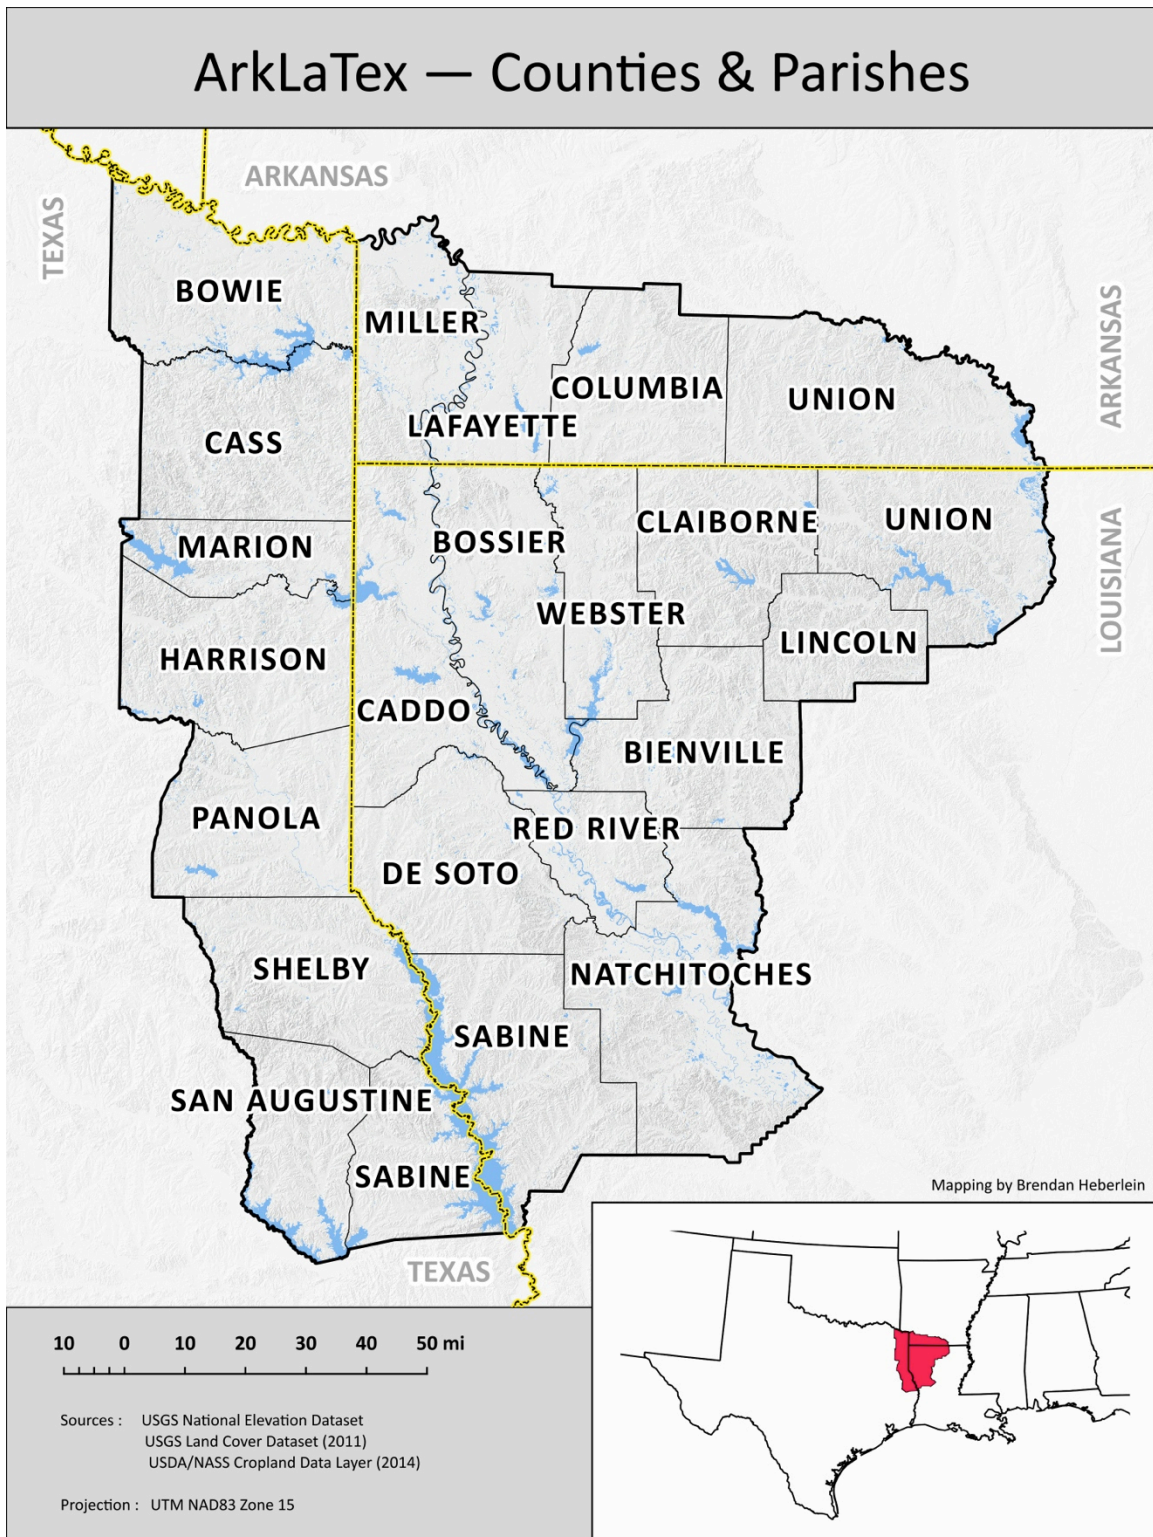 ArkLaTex — Counties & Parishes
ARKANSAS
TEXAS
BOWIE
MILLER
ARKANSAS
COLUMBIA
UNION
LAFAYETTE
CASS
CLAIBORNE
UNION
BOSSIER
MARION
LOUISIANA
WEBSTER
LINCOLN
HARRISON
CADDO
BIENVILLE
PANOLA
RED RIVER
DE SOTO
SHELBY
NATCHITOCHES
SABINE
SAN AUGUSTINE
SABINE
Mapping by Brendan Heberlein
TEXAS
10 0 10 20 30 40 50 mi
Sources : USGS National Elevation Dataset
USGS Land Cover Dataset (2011)
USDA/NASS Cropland Data Layer (2014)
Projection : UTM NAD83 Zone 15